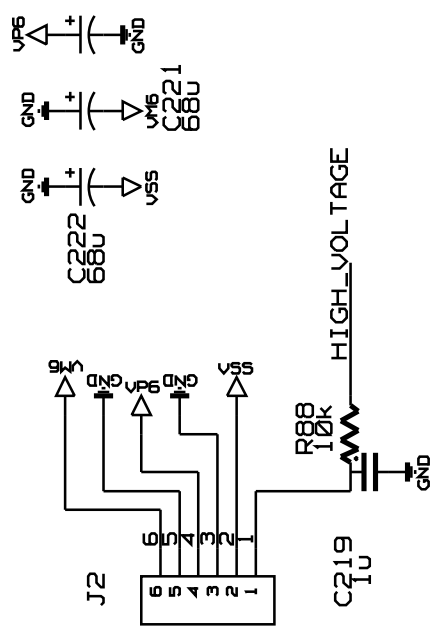 VP6
GND
GND
VM6
C221
68u
GND
VSS
C222
68u
HIGH_VOLTAGE
VM6
GND
VP6
GND
VSS
R88
10k
GND
C219
1u
6 5 4 3 2 1
J2
6 5 4 3 2 1